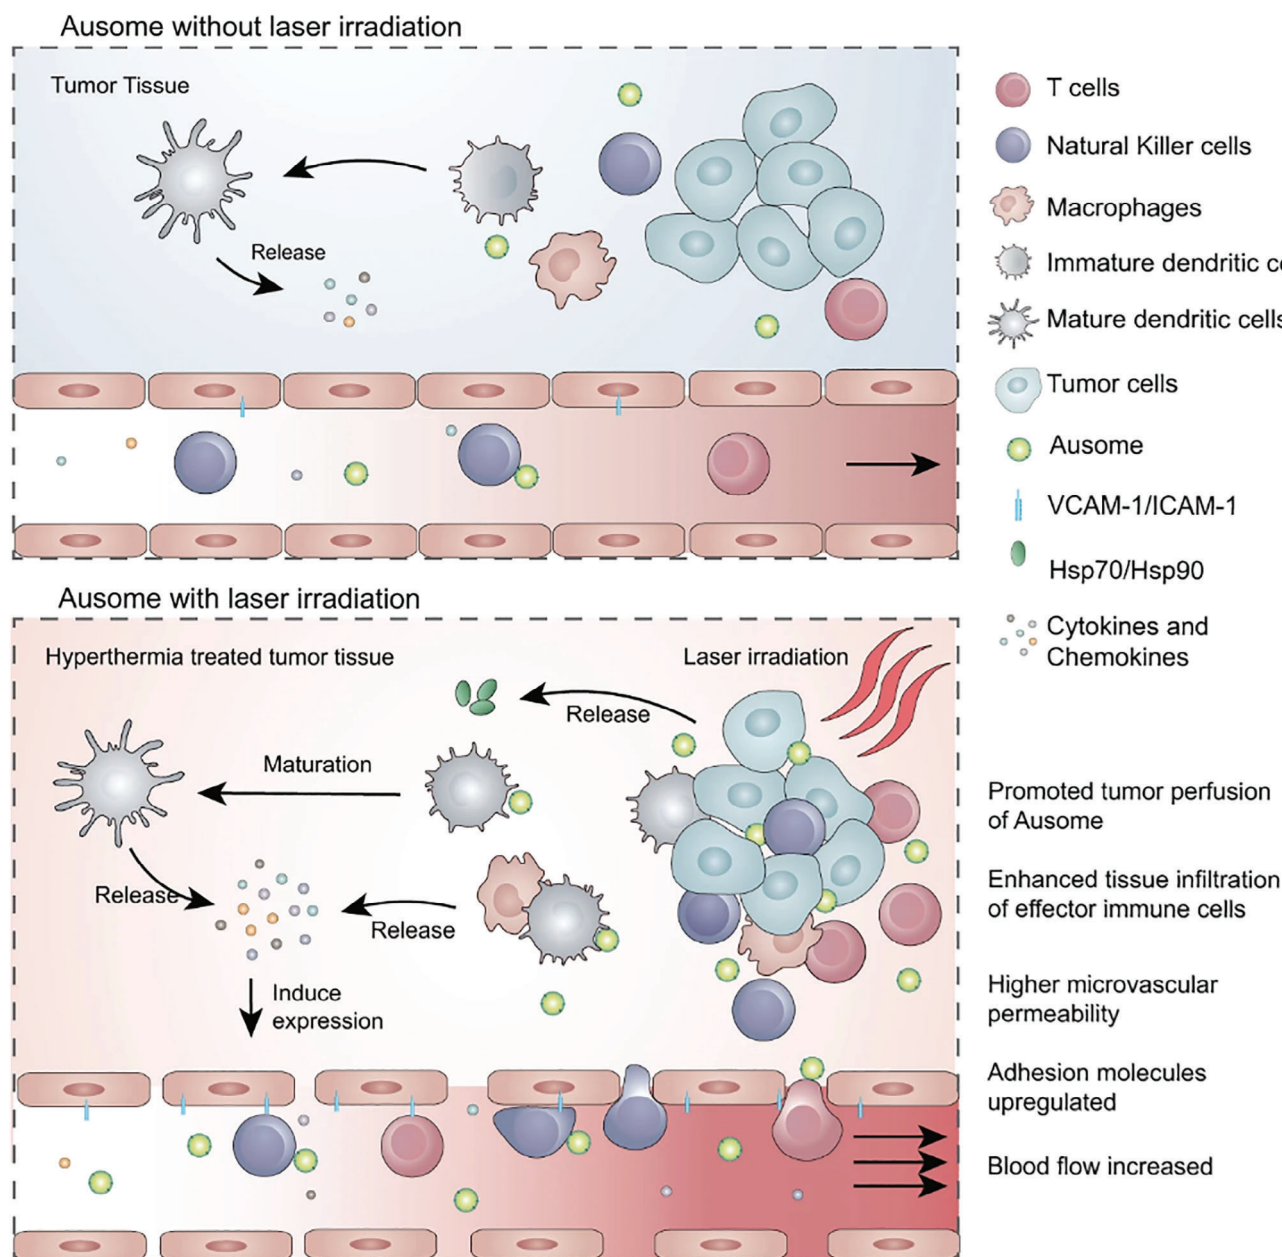 Ausome without laser irradiation
Tumor Tissue
Release
T cells
Natural Killer cells
Macrophages
Immature dendritic ce
Mature dendritic cells
Tumor cells
Ausome
VCAM-1/ICAM-1
Hsp70/Hsp90
Cytokines and
Chemokines
Ausome with laser irradiation
Hyperthermia treated tumor tissue
Laser irradiation
Release
Maturation
Release
Release
Induce
expression
Promoted tumor perfusion
of Ausome
Enhanced tissue infiltration
of effector immune cells
Higher microvascular
permeability
Adhesion molecules
upregulated
Blood flow increased